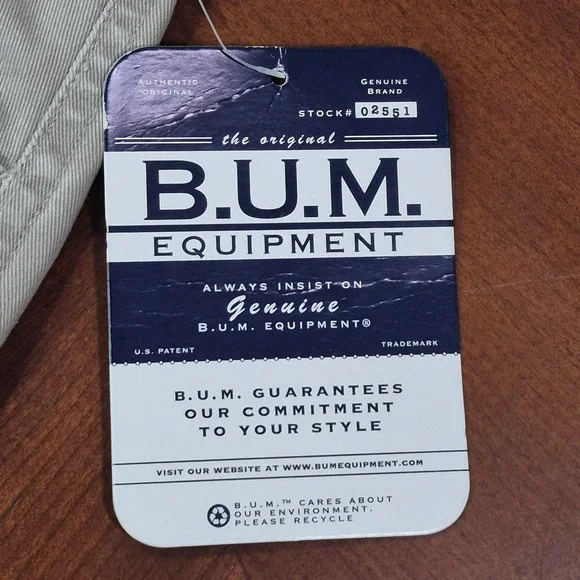 AUTHENTIC ORIGINAL
GENUINE BRAND
STOCK# 02551
the original
B.U.M.
EQUIPMENT
ALWAYS INSIST ON
Genuine
B.U.M. EQUIPMENT®
U.S. PATENT
TRADEMARK
B.U.M. GUARANTEES
OUR COMMITMENT
TO YOUR STYLE
VISIT OUR WEBSITE AT WWW.BUMEQUIPMENT.COM
B.U.M.™ CARES ABOUT
OUR ENVIRONMENT.
PLEASE RECYCLE